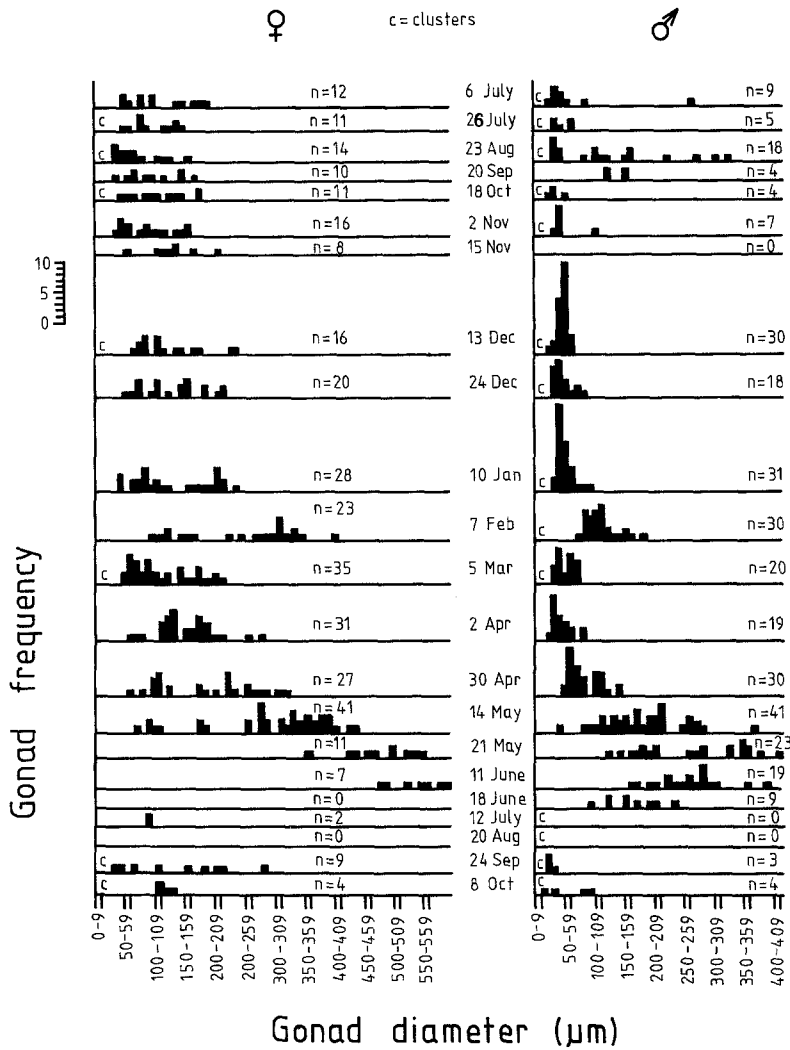 ♀ c = clusters ♂
n=12 6 July c n=9
c n=11 26 July c n=5
c n=14 23 Aug c n=18
n=10 20 Sep n=4
c n=11 18 Oct c n=4
n=16 2 Nov c n=7
n=8 15 Nov n=0
10
5
0
c n=16 13 Dec c n=30
n=20 24 Dec c n=18
n=28 10 Jan c n=31
n=23 7 Feb c n=30
c n=35 5 Mar c n=20
n=31 2 Apr c n=19
n=27 30 Apr c n=30
n=41 14 May c n=41
n=11 21 May n=23
n=7 11 June c n=19
n=0 18 June c n=9
n=2 12 July c n=0
n=0 20 Aug c n=0
c n=9 24 Sep c n=3
c n=4 8 Oct c n=4
Gonad frequency
0-9 50-59 100-109 150-159 200-209 250-259 300-309 350-359 400-409 450-459 500-509 550-559
0-9 50-59 100-109 150-159 200-209 250-259 300-309 350-359 400-409
Gonad diameter (µm)